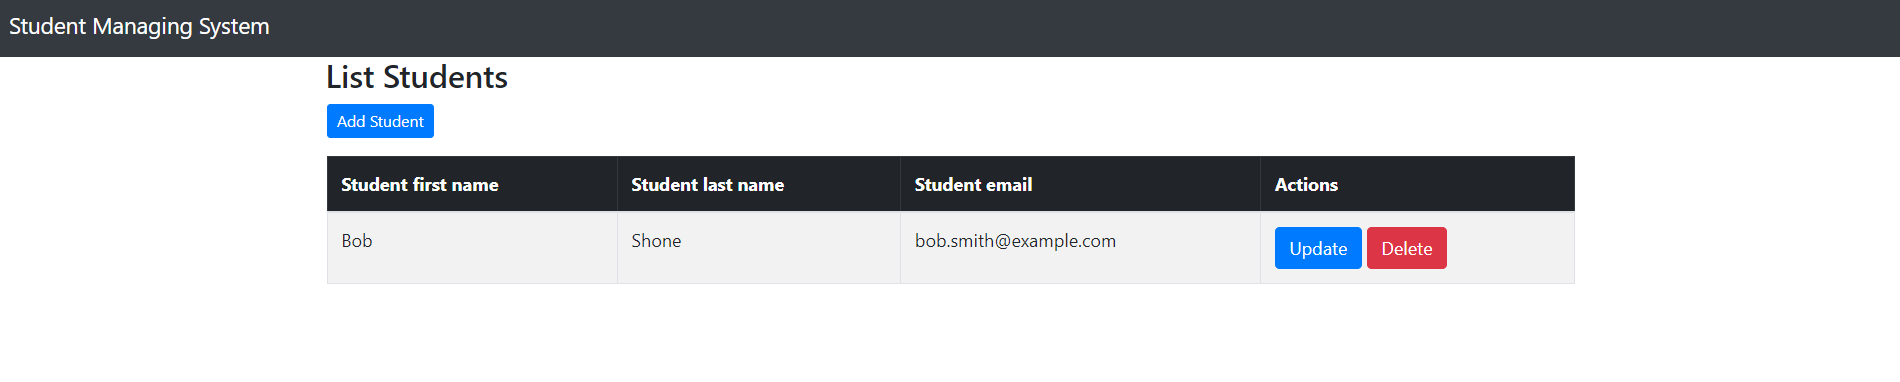 Student Managing System
List Students
Add Student
Student first name Student last name Student email Actions
Bob Shone bob.smith@example.com Update Delete